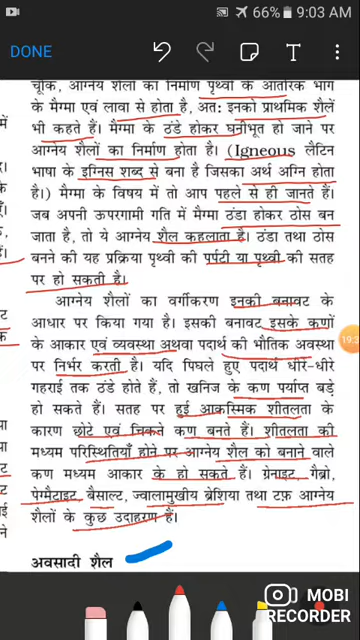 66% 9:03 AM
DONE
T
चूंकि, आग्नेय शैलों का निर्माण पृथ्वी के आंतरिक भाग
के मैग्मा एवं लावा से होता है, अत: इनको प्राथमिक शैलें
भी कहते हैं। मैग्मा के ठंडे होकर घनीभूत हो जाने पर
आग्नेय शैलों का निर्माण होता है। (Igneous लैटिन
भाषा के इग्निस शब्द से बना है जिसका अर्थ अग्नि होता
है।) मैग्मा के विषय में तो आप पहले से ही जानते हैं।
जब अपनी ऊपरगामी गति में मैग्मा ठंडा होकर ठोस बन
जाता है, तो ये आग्नेय शैल कहलाता है। ठंडा तथा ठोस
बनने की यह प्रक्रिया पृथ्वी की पर्पटी या पृथ्वी की सतह
पर हो सकती है।
आग्नेय शैलों का वर्गीकरण इनकी बनावट के
आधार पर किया गया है। इसकी बनावट इसके कणों
के आकार एवं व्यवस्था अथवा पदार्थ की भौतिक अवस्था
पर निर्भर करती है। यदि पिघले हुए पदार्थ धीरे-धीरे
गहराई तक ठंडे होते हैं, तो खनिज के कण पर्याप्त बड़े
हो सकते हैं। सतह पर हुई आकस्मिक शीतलता के
कारण छोटे एवं चिकने कण बनते हैं। शीतलता की
मध्यम परिस्थितियाँ होने पर आग्नेय शैल को बनाने वाले
कण मध्यम आकार के हो सकते हैं। ग्रेनाइट, गैब्रो,
पेग्मैटाइट, बैसाल्ट, ज्वालामुखीय ब्रेशिया तथा टफ़ आग्नेय
शैलों के कुछ उदाहरण हैं।
अवसादी शैल
19:3
MOBI
RECORDER